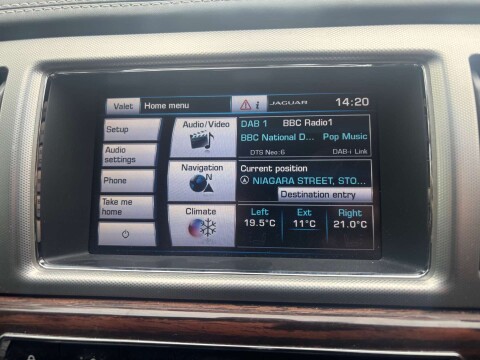 Valet Home menu i JAGUAR 14:20
Setup
Audio settings
Phone
Take me home
Audio/Video
Navigation
N
Climate
DAB 1 BBC Radio1
BBC National D... Pop Music
DTS Neo:6 DAB-i Link
Current position
NIAGARA STREET, STO...
Destination entry
Left Ext Right
19.5°C 11°C 21.0°C